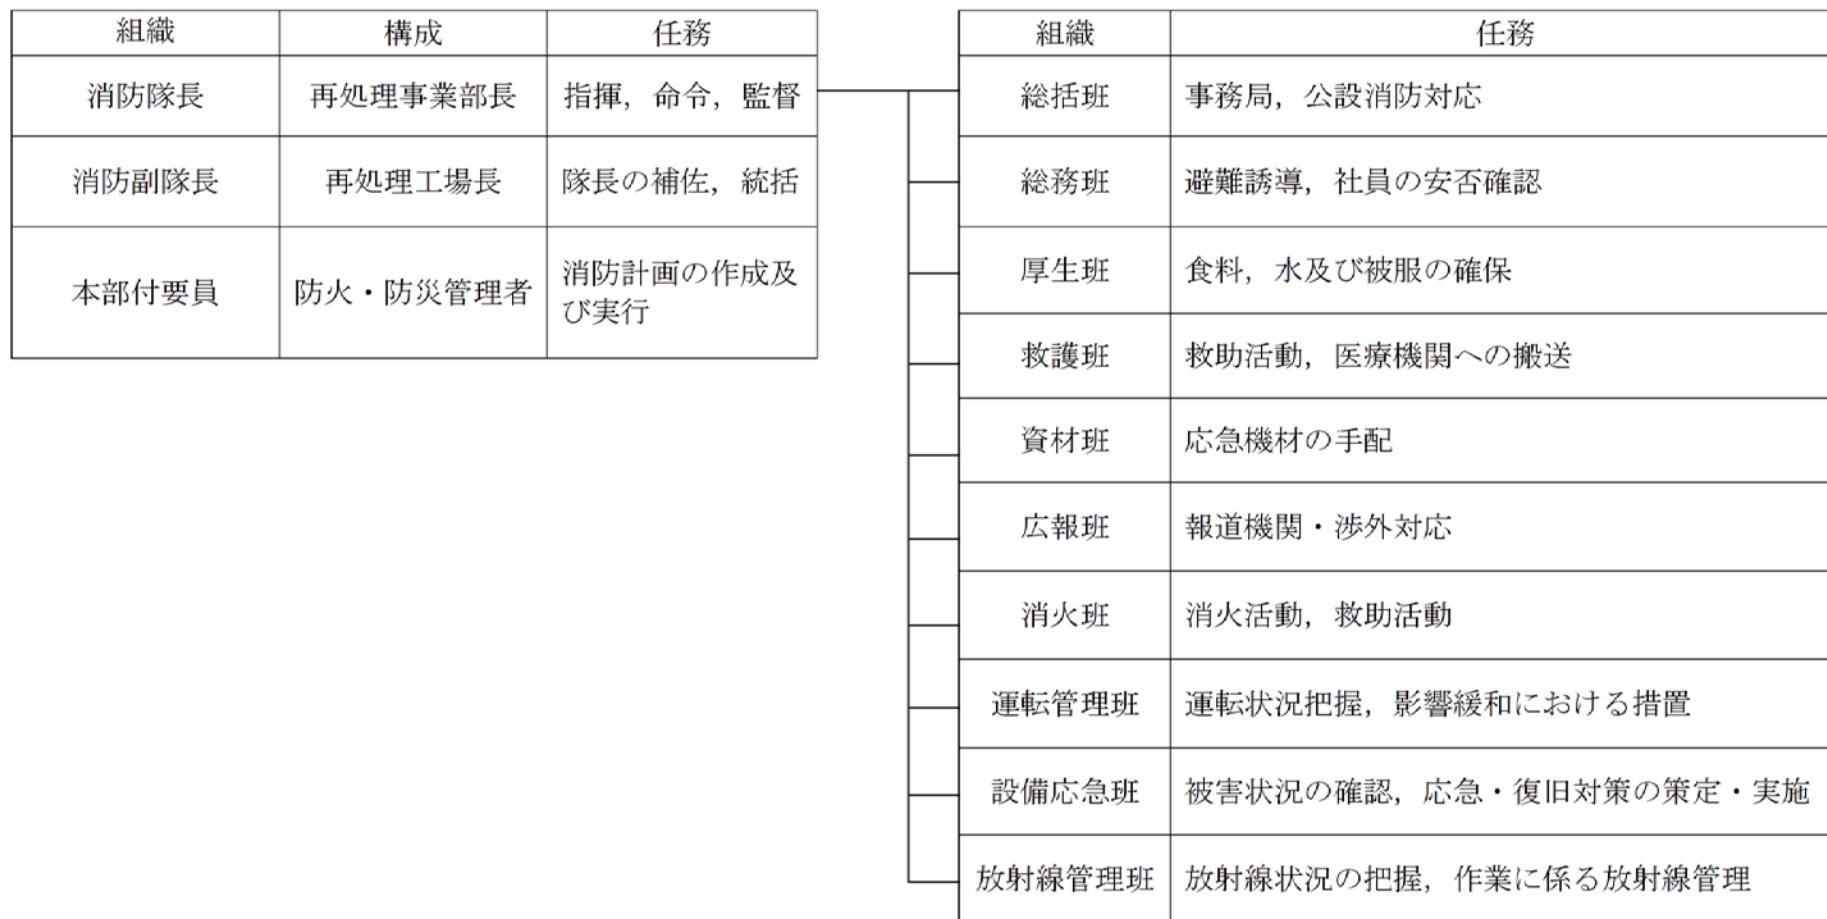 組織 構成 任務
消防隊長 再処理事業部長 指揮，命令，監督
消防副隊長 再処理工場長 隊長の補佐，統括
本部付要員 防火・防災管理者 消防計画の作成及
び実行
組織 任務
総括班 事務局，公設消防対応
総務班 避難誘導，社員の安否確認
厚生班 食料，水及び被服の確保
救護班 救助活動，医療機関への搬送
資材班 応急機材の手配
広報班 報道機関・渉外対応
消火班 消火活動，救助活動
運転管理班 運転状況把握，影響緩和における措置
設備応急班 被害状況の確認，応急・復旧対策の策定・実施
放射線管理班 放射線状況の把握，作業に係る放射線管理